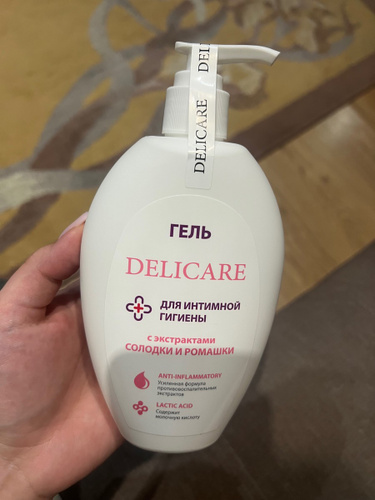 DELICARE
DELICARE
ГЕЛЬ
DELICARE
ДЛЯ ИНТИМНОЙ
ГИГИЕНЫ
с экстрактами
СОЛОДКИ И РОМАШКИ
ANTI-INFLAMMATORY
Усиленная формула
противовоспалительных
экстрактов
LACTIC ACID
Содержит
молочную кислоту